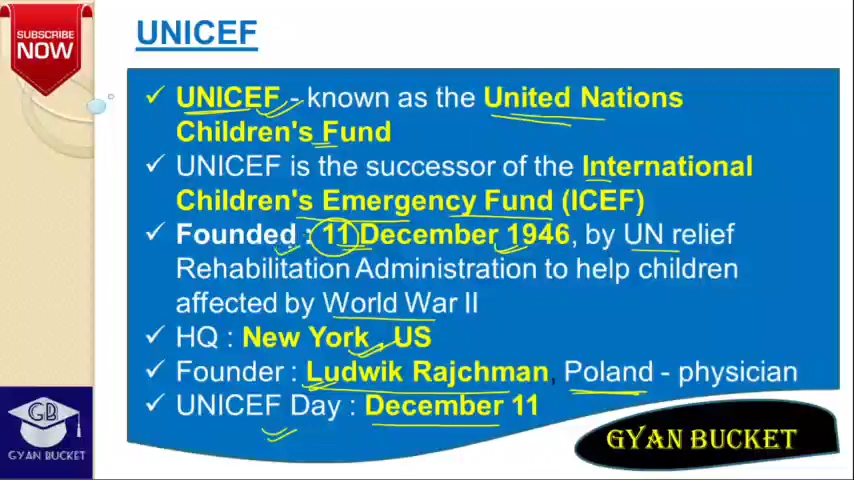 SUBSCRIBE
NOW
UNICEF
✓ UNICEF - known as the United Nations
Children's Fund
✓ UNICEF is the successor of the International
Children's Emergency Fund (ICEF)
✓ Founded : 11 December 1946, by UN relief
Rehabilitation Administration to help children
affected by World War II
✓ HQ : New York , US
✓ Founder : Ludwik Rajchman, Poland - physician
✓ UNICEF Day : December 11
GB
GYAN BUCKET
GYAN BUCKET